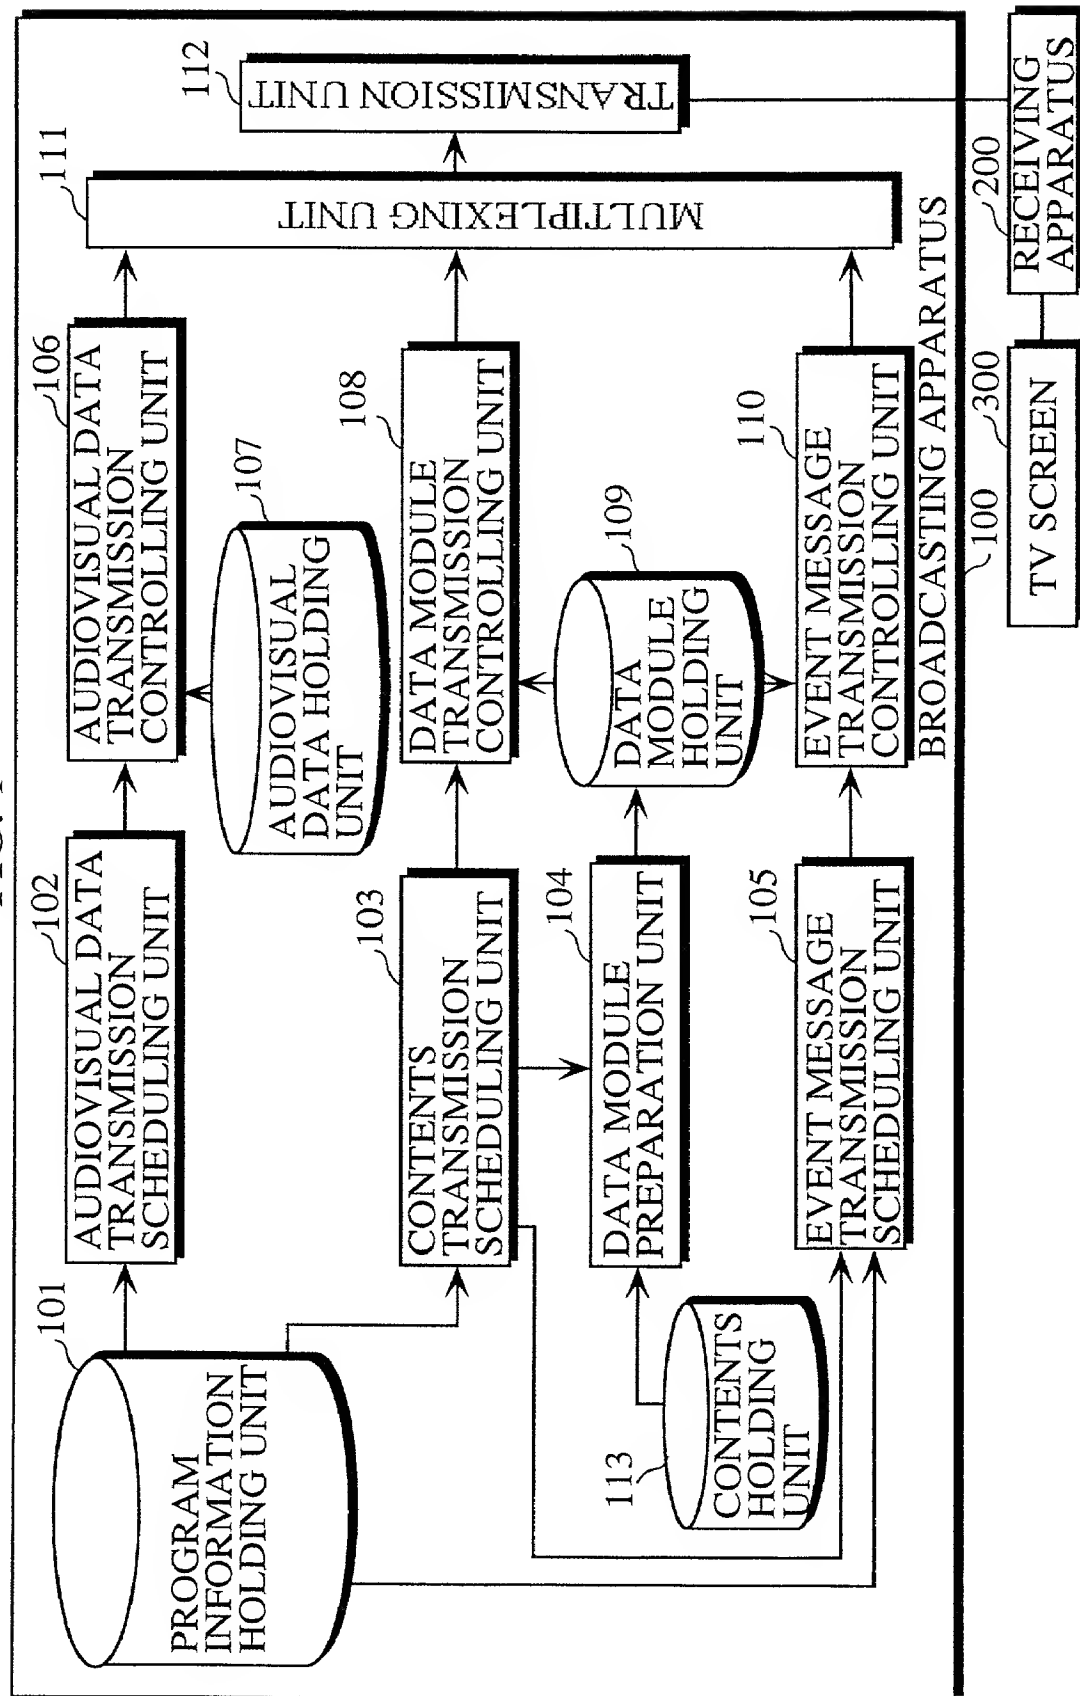 101
PROGRAM
INFORMATION
HOLDING UNIT
102
AUDIOVISUAL DATA
TRANSMISSION
SCHEDULING UNIT
106
AUDIOVISUAL DATA
TRANSMISSION
CONTROLLING UNIT
107
AUDIOVISUAL
DATA HOLDING
UNIT
103
CONTENTS
TRANSMISSION
SCHEDULING UNIT
108
DATA MODULE
TRANSMISSION
CONTROLLING UNIT
104
DATA MODULE
PREPARATION UNIT
109
DATA
MODULE
HOLDING
UNIT
113
CONTENTS
HOLDING
UNIT
105
EVENT MESSAGE
TRANSMISSION
SCHEDULING UNIT
110
EVENT MESSAGE
TRANSMISSION
CONTROLLING UNIT
111
MULTIPLEXING UNIT
112
TRANSMISSION
UNIT
BROADCASTING APPARATUS
100
300
TV SCREEN
200
RECEIVING
APPARATUS